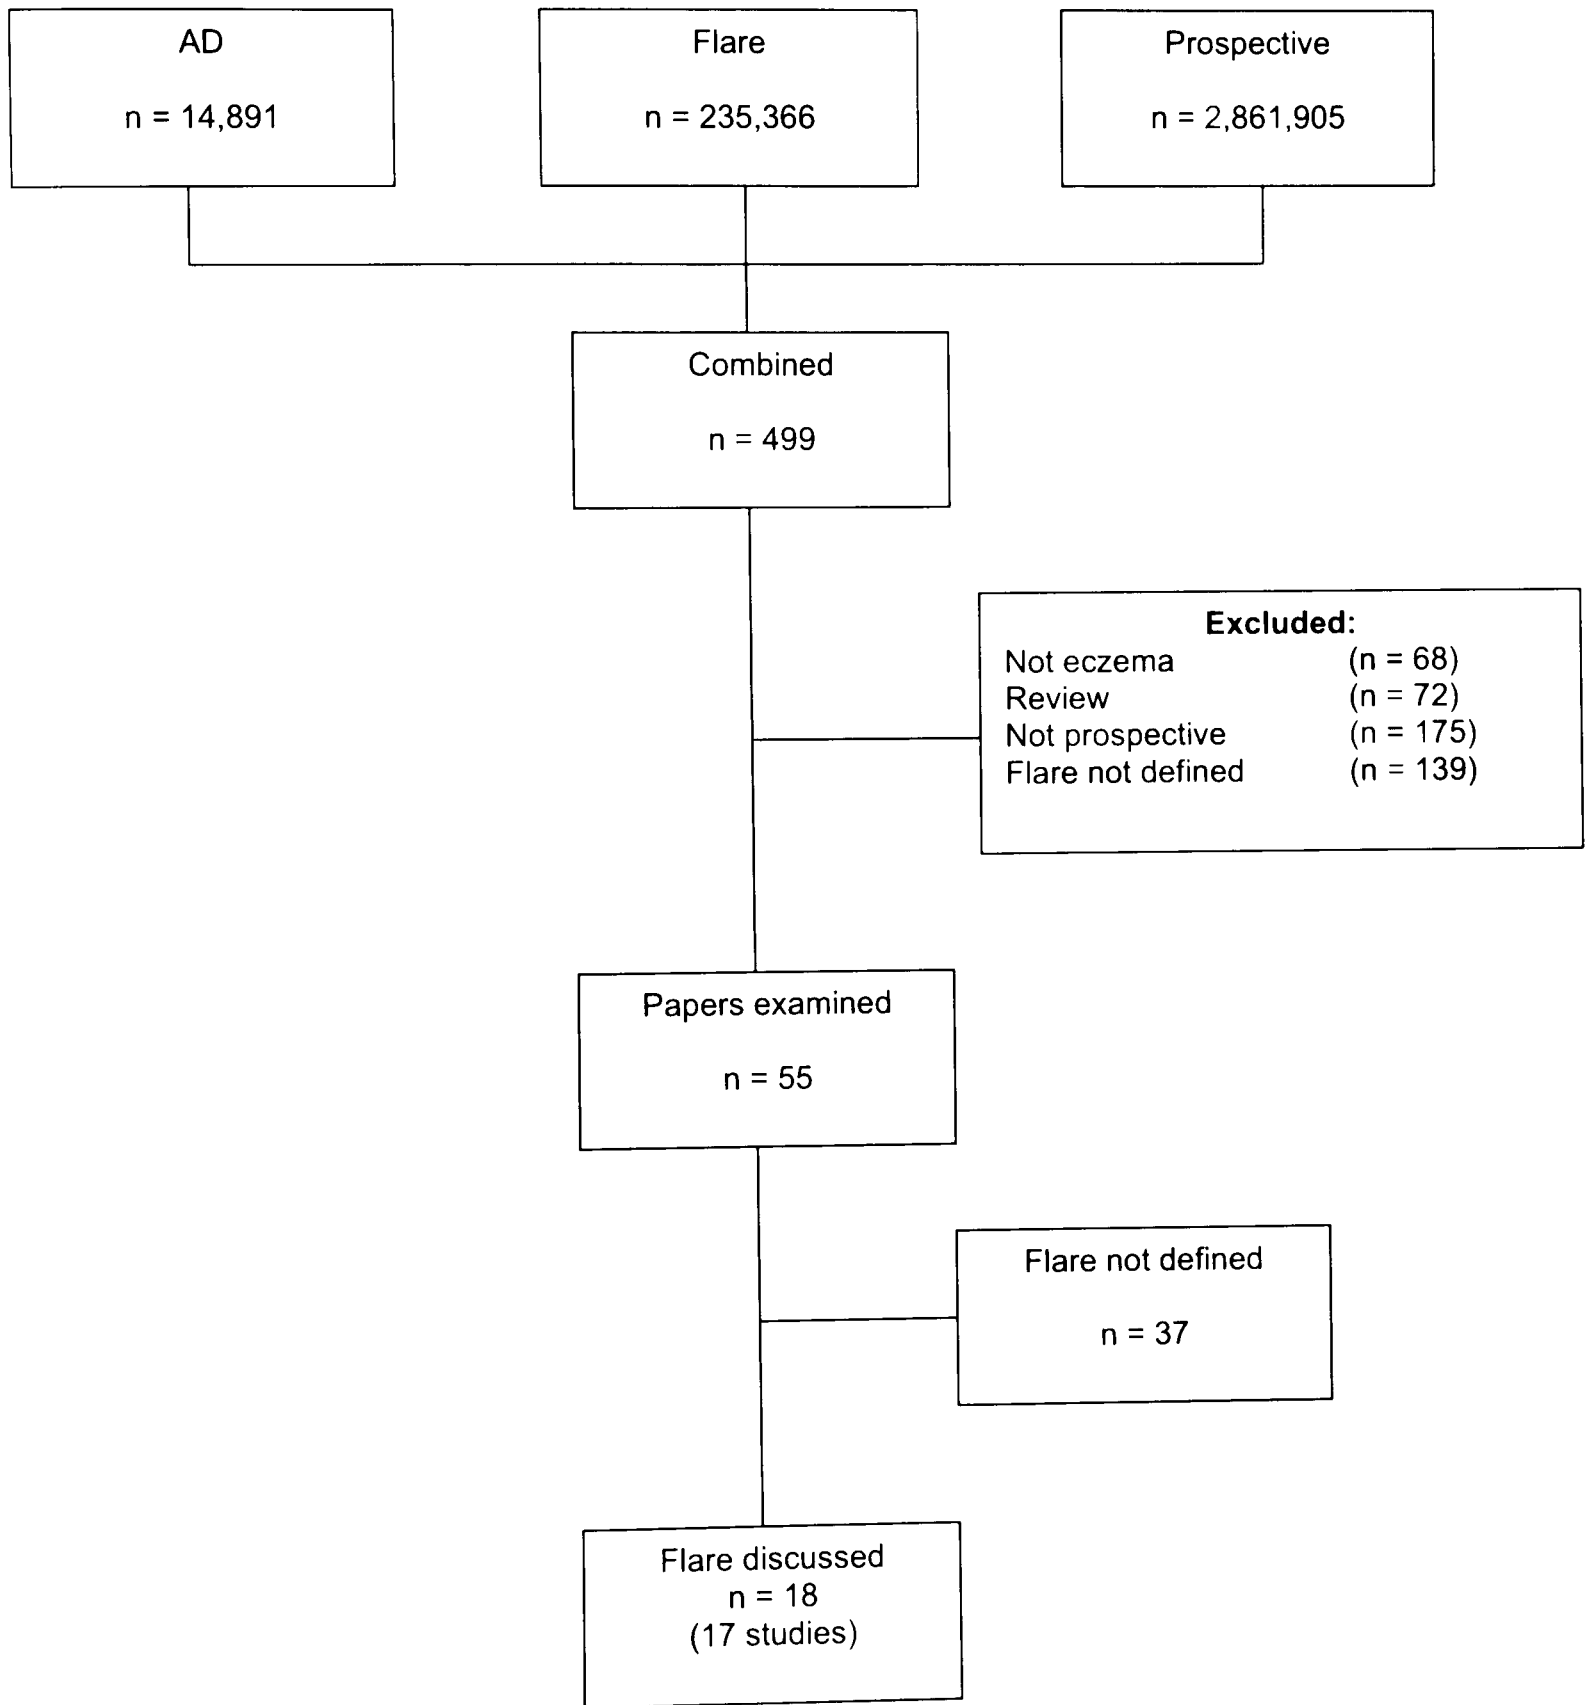 AD
n = 14,891
Flare
n = 235,366
Prospective
n = 2,861,905
Combined
n = 499
Excluded:
Not eczema (n = 68)
Review (n = 72)
Not prospective (n = 175)
Flare not defined (n = 139)
Papers examined
n = 55
Flare not defined
n = 37
Flare discussed
n = 18
(17 studies)